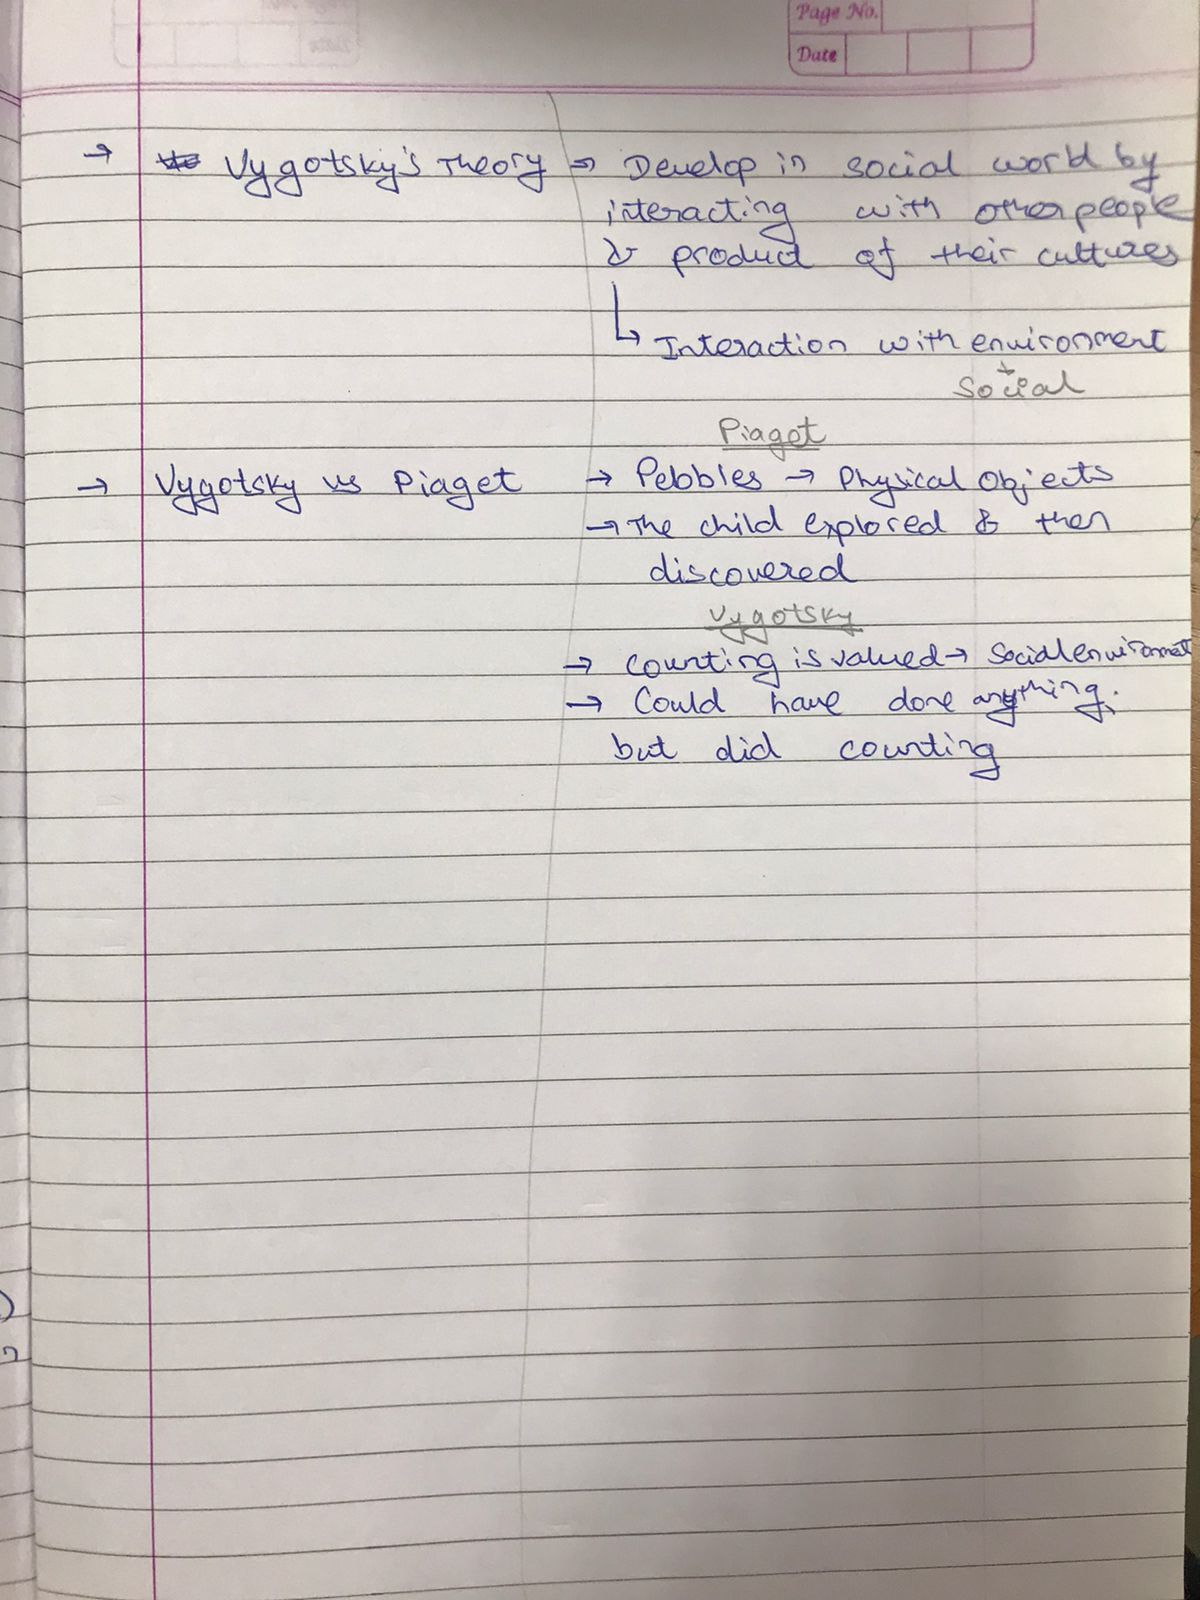 Page No.
Date
→ Vygotsky's Theory → Develop in social world by
interacting with other people
& product of their cultures
↳ Interaction with environment
↓
Social
Piaget
→ Vygotsky vs Piaget → Pebbles → Physical Objects
→ The child explored & then
discovered
Vygotsky
→ Counting is valued → Social environment
→ Could have done anything,
but did counting